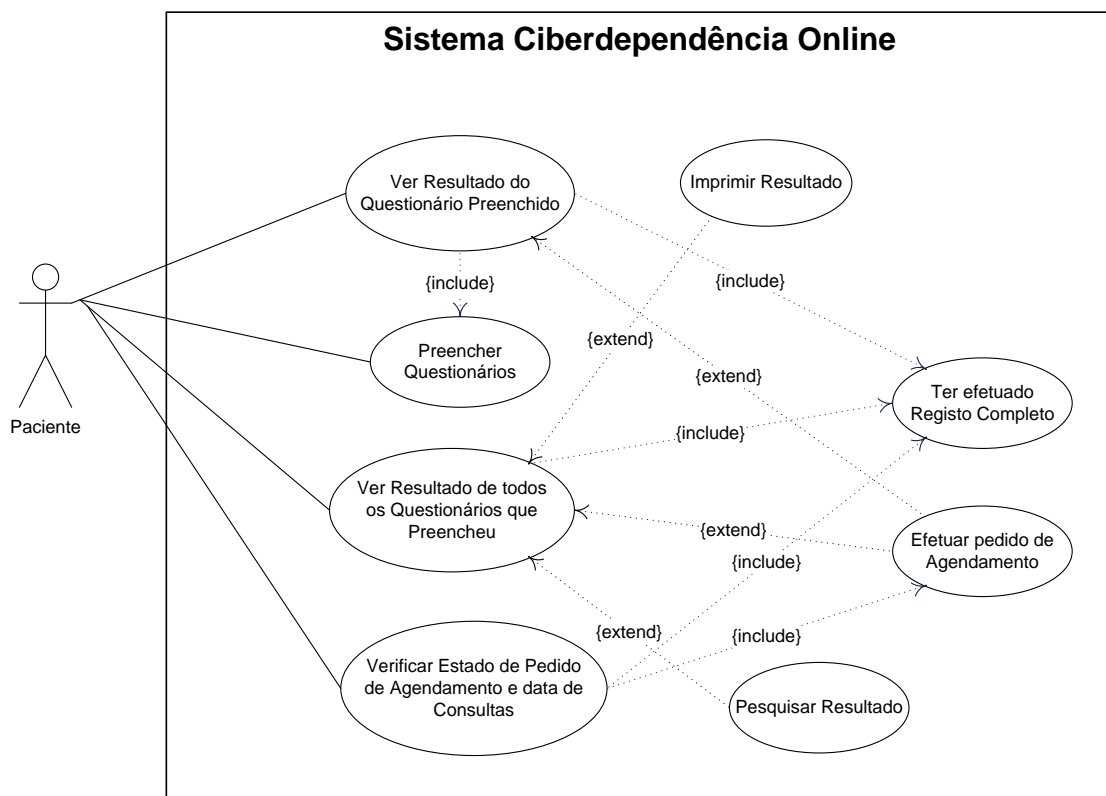 Sistema Ciberdependência Online
Ver Resultado do
Questionário Preenchido
Imprimir Resultado
{include}
{include}
Preencher
Questionários
{extend}
{extend}
Ter efetuado
Registo Completo
Paciente
{include}
Ver Resultado de todos
os Questionários que
Preencheu
{extend}
Efetuar pedido de
Agendamento
{include}
{extend}
{include}
Verificar Estado de Pedido
de Agendamento e data de
Consultas
Pesquisar Resultado